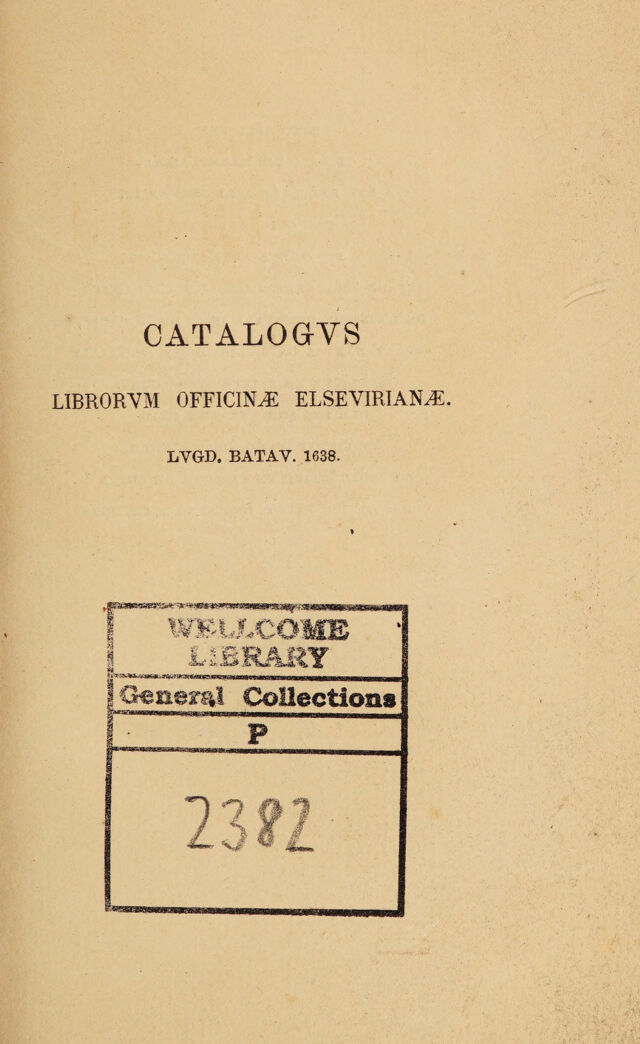 CATALOGVS
LIBRORVM OFFICINÆ ELSEVIRIANÆ.
LVGD. BATAV. 1638.
WELLCOME
LIBRARY
General Collections
P
2382